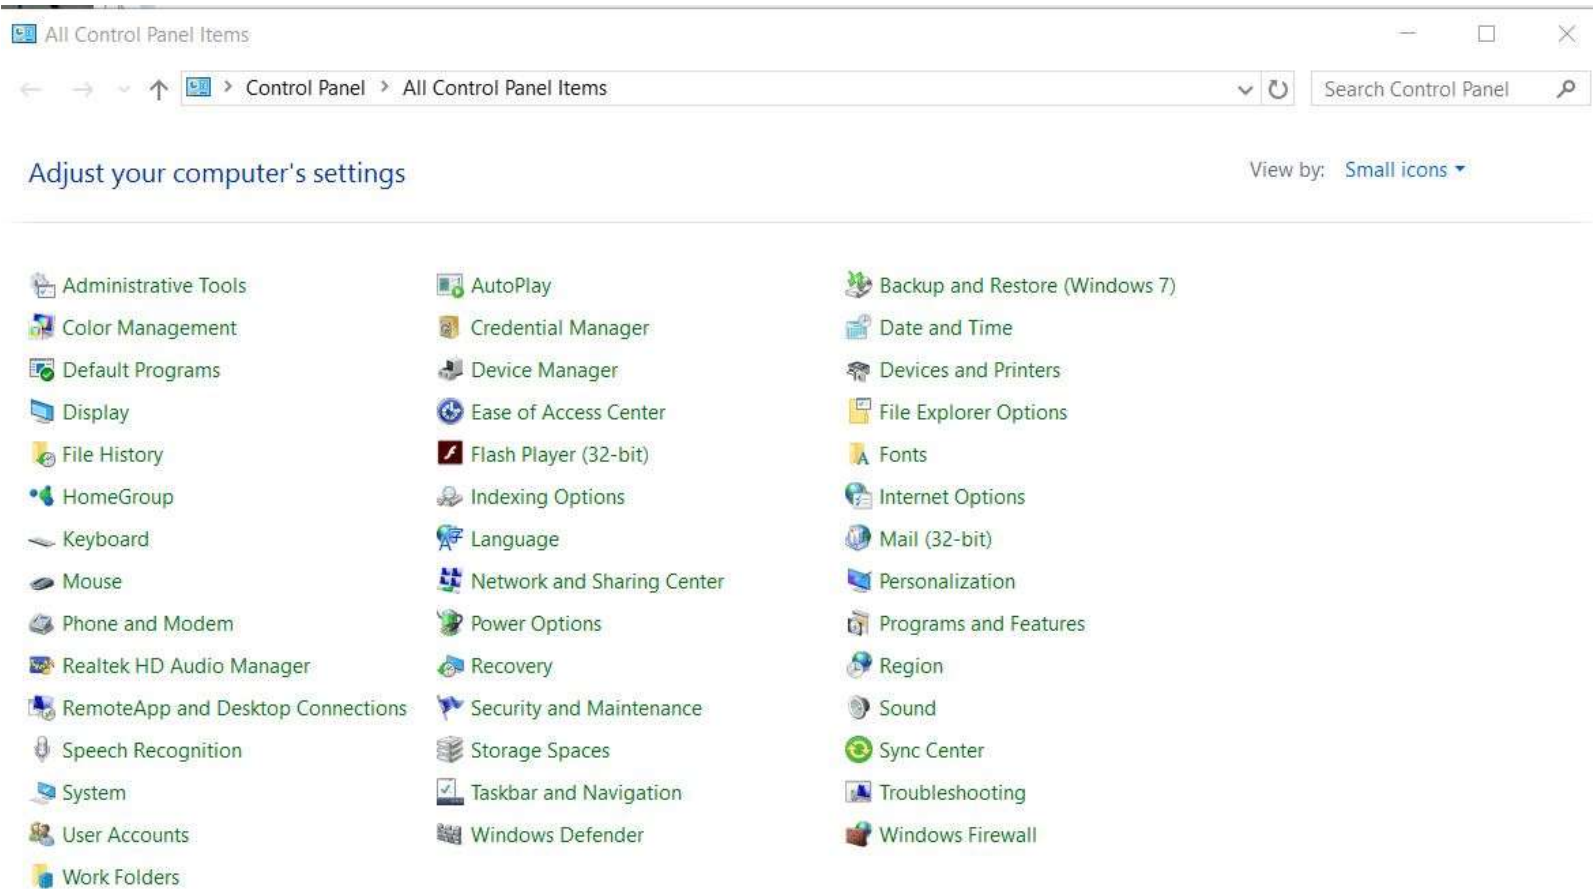 All Control Panel Items
Control Panel > All Control Panel Items
Search Control Panel
Adjust your computer's settings
View by: Small icons
Administrative Tools AutoPlay Backup and Restore (Windows 7)
Color Management Credential Manager Date and Time
Default Programs Device Manager Devices and Printers
Display Ease of Access Center File Explorer Options
File History Flash Player (32-bit) Fonts
HomeGroup Indexing Options Internet Options
Keyboard Language Mail (32-bit)
Mouse Network and Sharing Center Personalization
Phone and Modem Power Options Programs and Features
Realtek HD Audio Manager Recovery Region
RemoteApp and Desktop Connections Security and Maintenance Sound
Speech Recognition Storage Spaces Sync Center
System Taskbar and Navigation Troubleshooting
User Accounts Windows Defender Windows Firewall
Work Folders